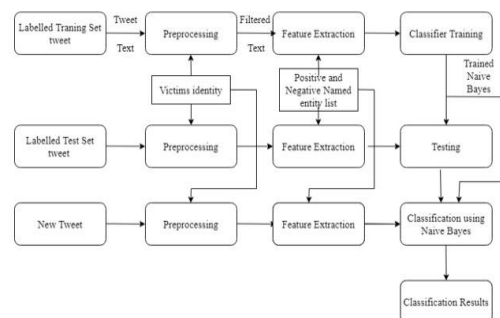 Labelled Traning Set
tweet
Tweet
Text
Preprocessing
Filtered
Text
Feature Extraction
Classifier Training
Victims identity
Positive and
Negative Named
entity list
Trained
Naive
Bayes
Labelled Test Set
tweet
Preprocessing
Feature Extraction
Testing
New Tweet
Preprocessing
Feature Extraction
Classification using
Naive Bayes
Classification Results